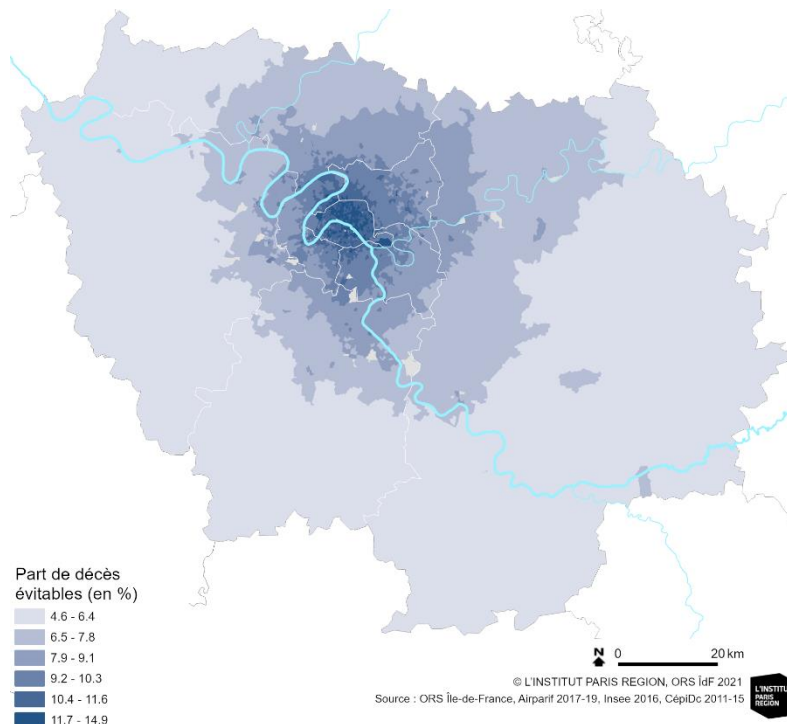 Part de décès
évitables (en %)
4.6 - 6.4
6.5 - 7.8
7.9 - 9.1
9.2 - 10.3
10.4 - 11.6
11.7 - 14.9
N 0 20 km
© L'INSTITUT PARIS REGION, ORS ÎdF 2021
Source : ORS Île-de-France, Airparif 2017-19, Insee 2016, CépiDc 2011-15
L'INSTITUT
PARIS
REGION